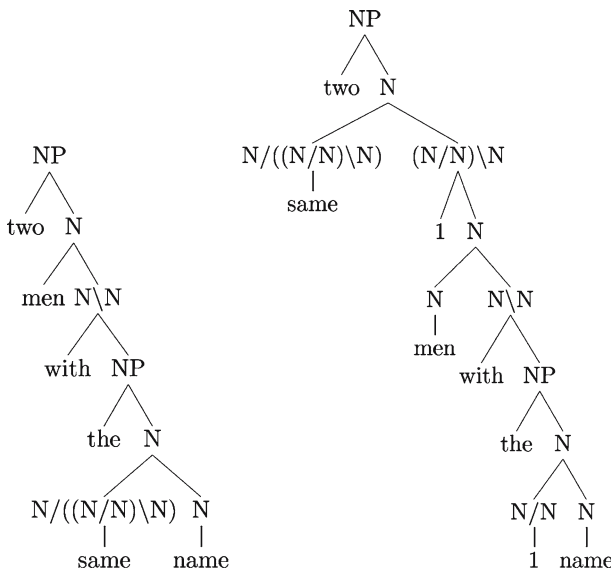 NP
two N
men N\N
with NP
the N
N/((N/N)\N) N
same name
NP
two N
N/((N/N)\N) (N/N)\N
same
1 N
N N\N
men
with NP
the N
N/N N
1 name